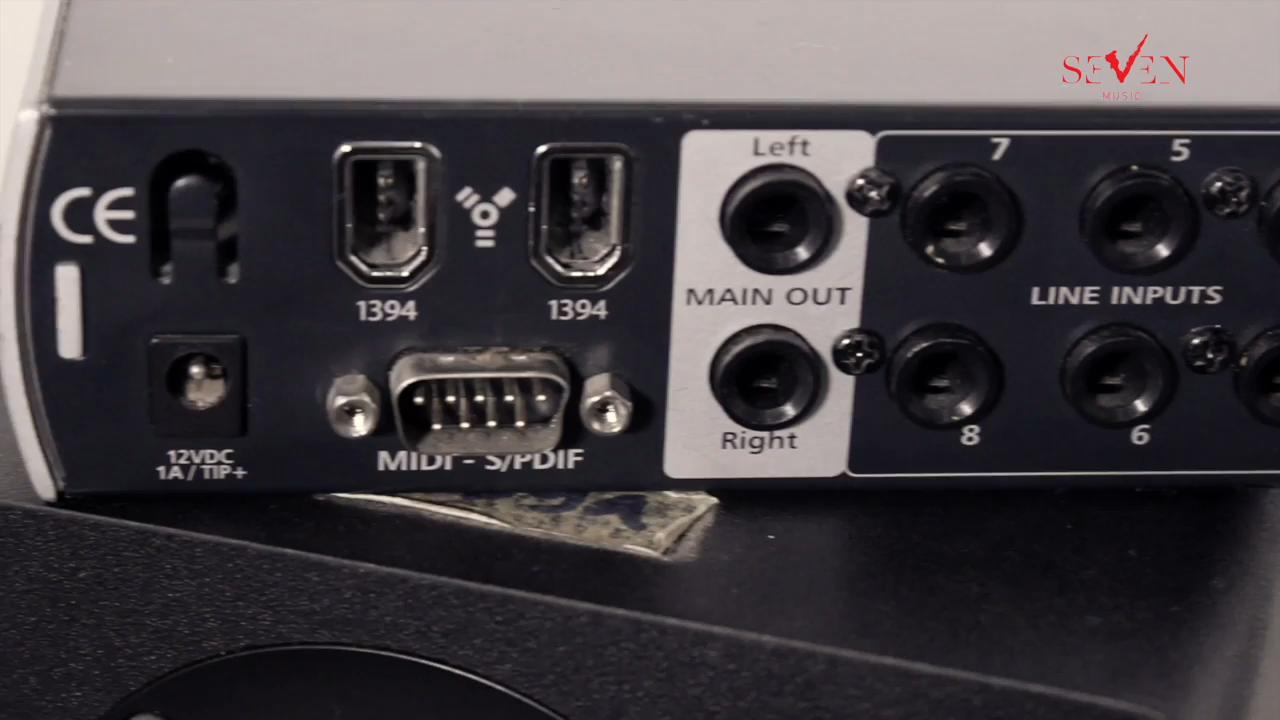 SEVEN
MUSIC
CE
1394
1394
12VDC
1A / TIP+
MIDI - S/PDIF
Left
MAIN OUT
Right
7
5
LINE INPUTS
8
6